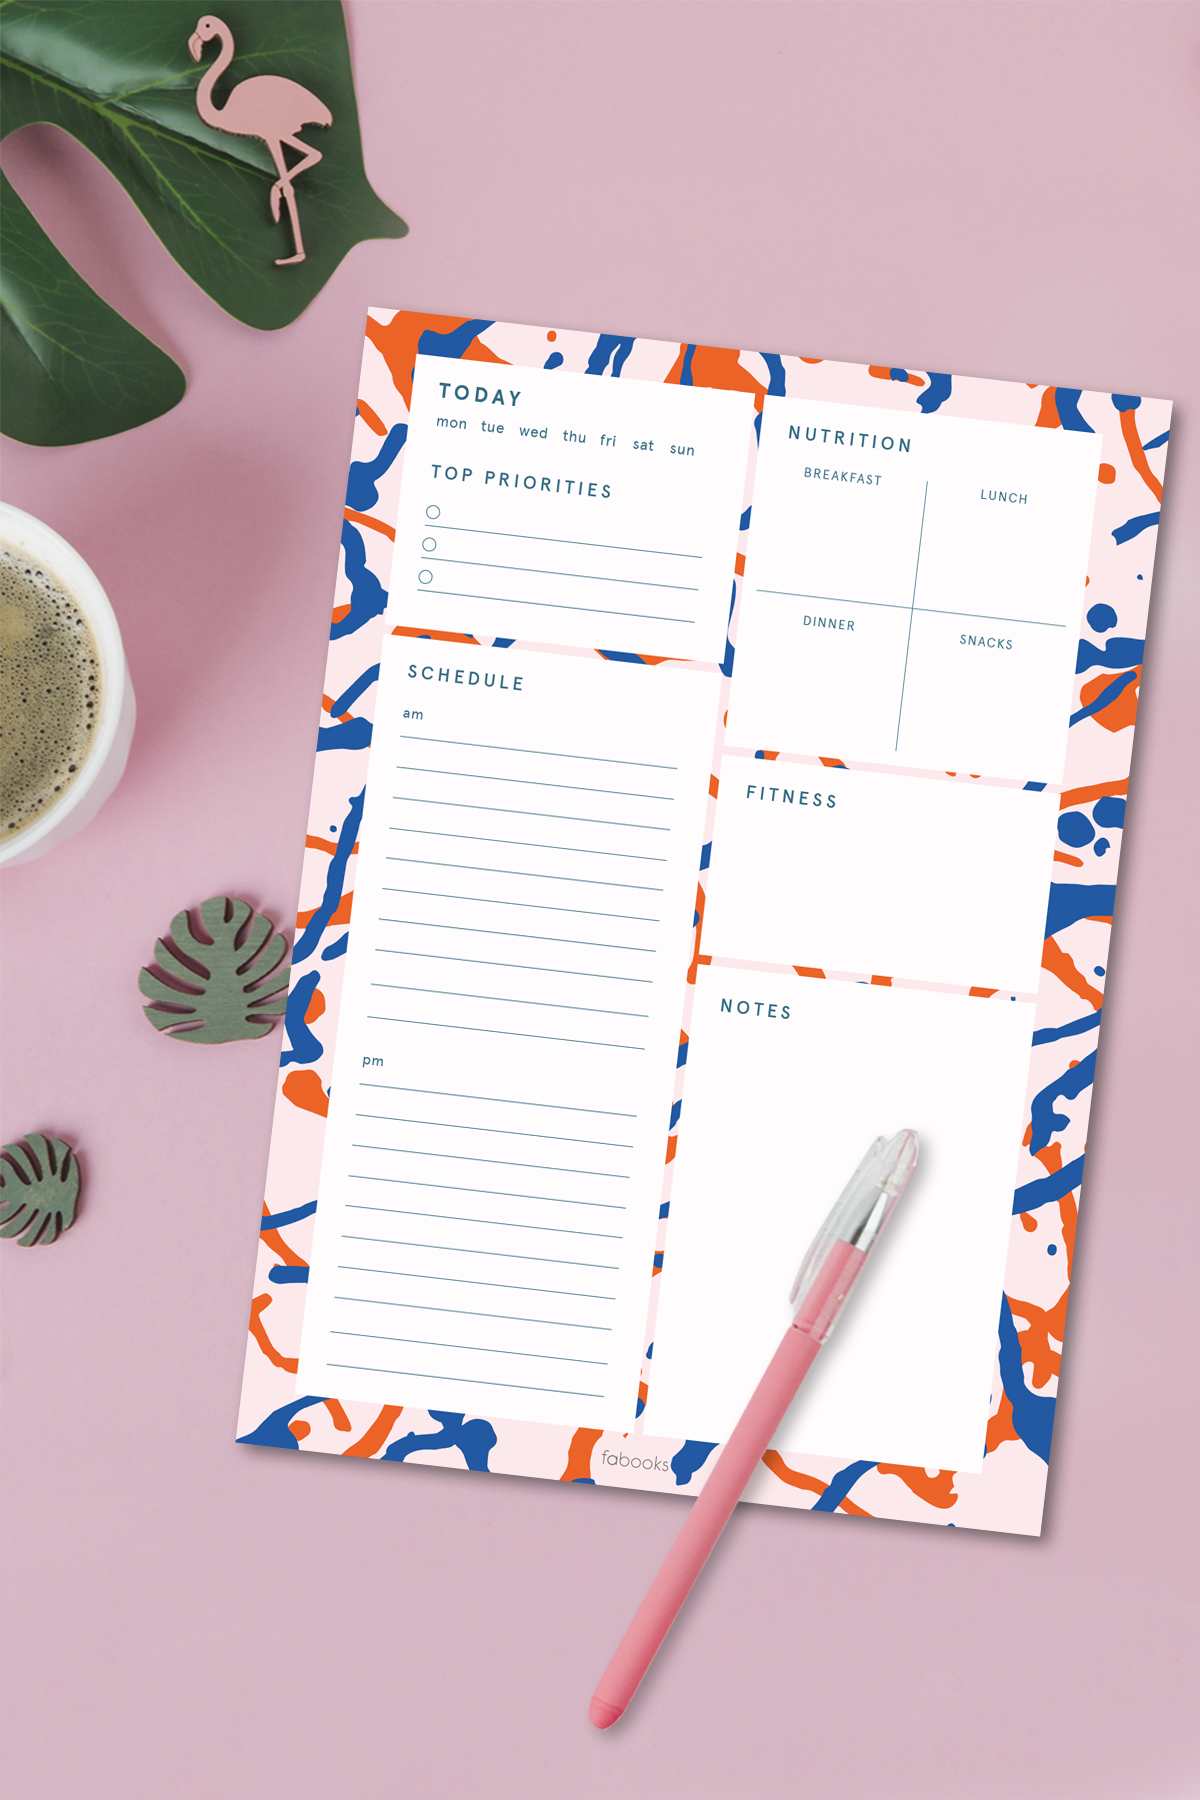 TODAY
mon tue wed thu fri sat sun
TOP PRIORITIES
SCHEDULE
am
pm
NUTRITION
BREAKFAST
LUNCH
DINNER
SNACKS
FITNESS
NOTES
fabooks